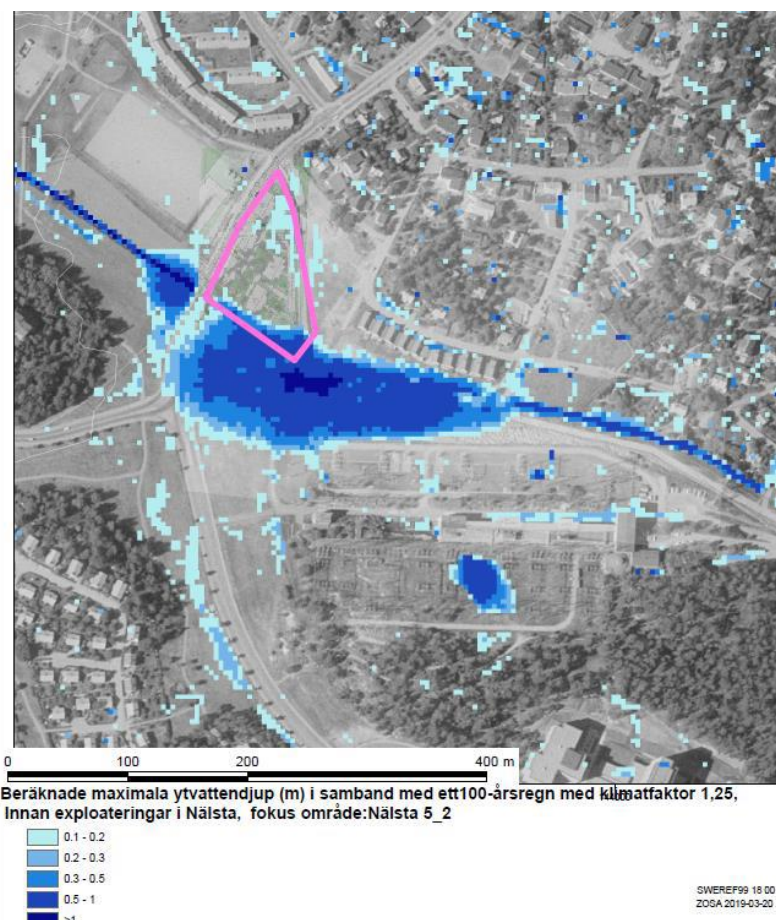 0 100 200 400 m
Beräknade maximala ytvattendjup (m) i samband med ett100-årsregn med klimatfaktor 1,25,
Innan exploateringar i Nälsta, fokus område:Nälsta 5_2
0.1 - 0.2
0.2 - 0.3
0.3 - 0.5
0.5 - 1
>1
SWEREF99 18 00
ZOSA 2019-03-20